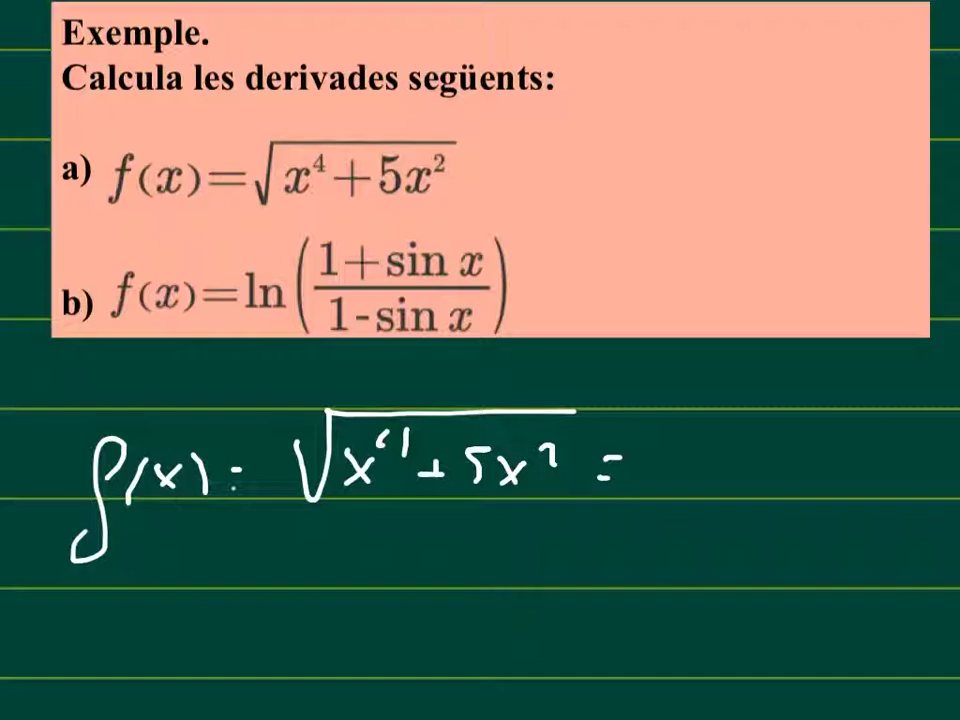 Exemple.
Calcula les derivades següents:
a) f(x)=√(x⁴+5x²)
b) f(x)=ln((1+sin x)/(1-sin x))
f(x)= √(x⁴+5x²) =